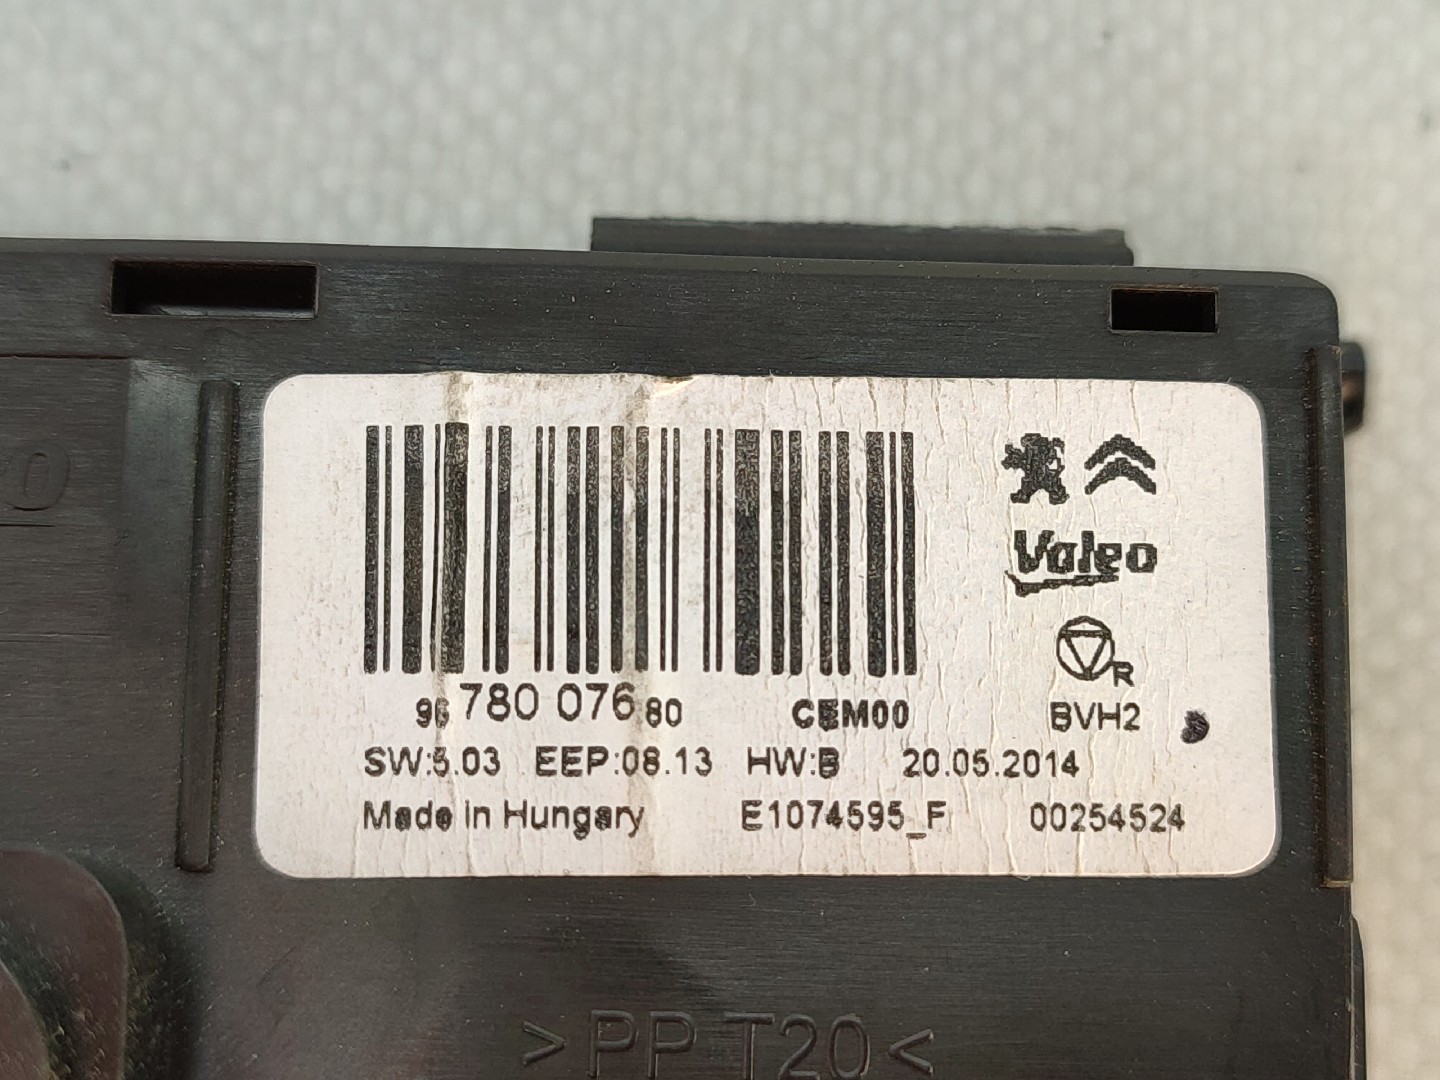 Valeo
R
96 780 076 80 CEM00 BVH2
SW:5.03 EEP:08.13 HW:B 20.05.2014
Made in Hungary E1074595_F 00254524
>PP T20<
0